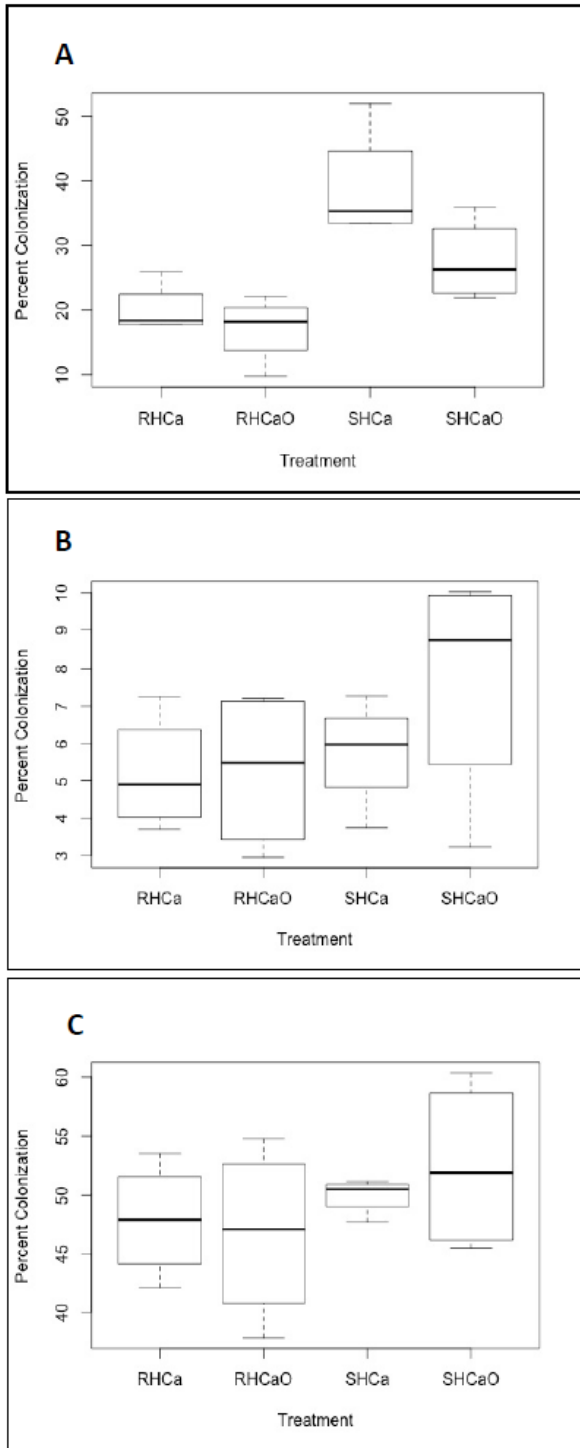 A
Percent Colonization
50
40
30
20
10
RHCa RHCaO SHCa SHCaO
Treatment
B
Percent Colonization
10
9
8
7
6
5
4
3
RHCa RHCaO SHCa SHCaO
Treatment
C
Percent Colonization
60
55
50
45
40
RHCa RHCaO SHCa SHCaO
Treatment